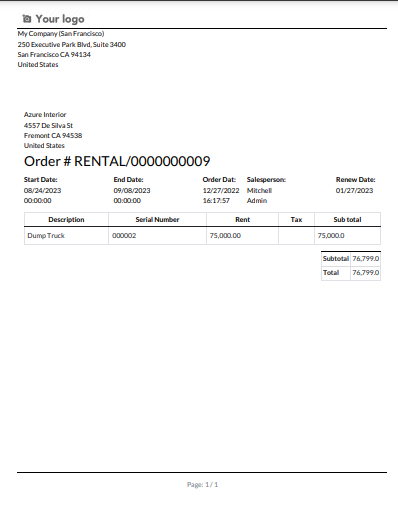 Your logo
My Company (San Francisco)
250 Executive Park Blvd, Suite 3400
San Francisco CA 94134
United States
Azure Interior
4557 De Silva St
Fremont CA 94538
United States
Order # RENTAL/0000000009
Start Date: End Date: Order Dat: Salesperson: Renew Date:
08/24/2023 09/08/2023 12/27/2022 Mitchell 01/27/2023
00:00:00 00:00:00 16:17:57 Admin
Description Serial Number Rent Tax Sub total
Dump Truck 000002 75,000.00 75,000.0
Subtotal 76,799.0
Total 76,799.0
Page: 1 / 1